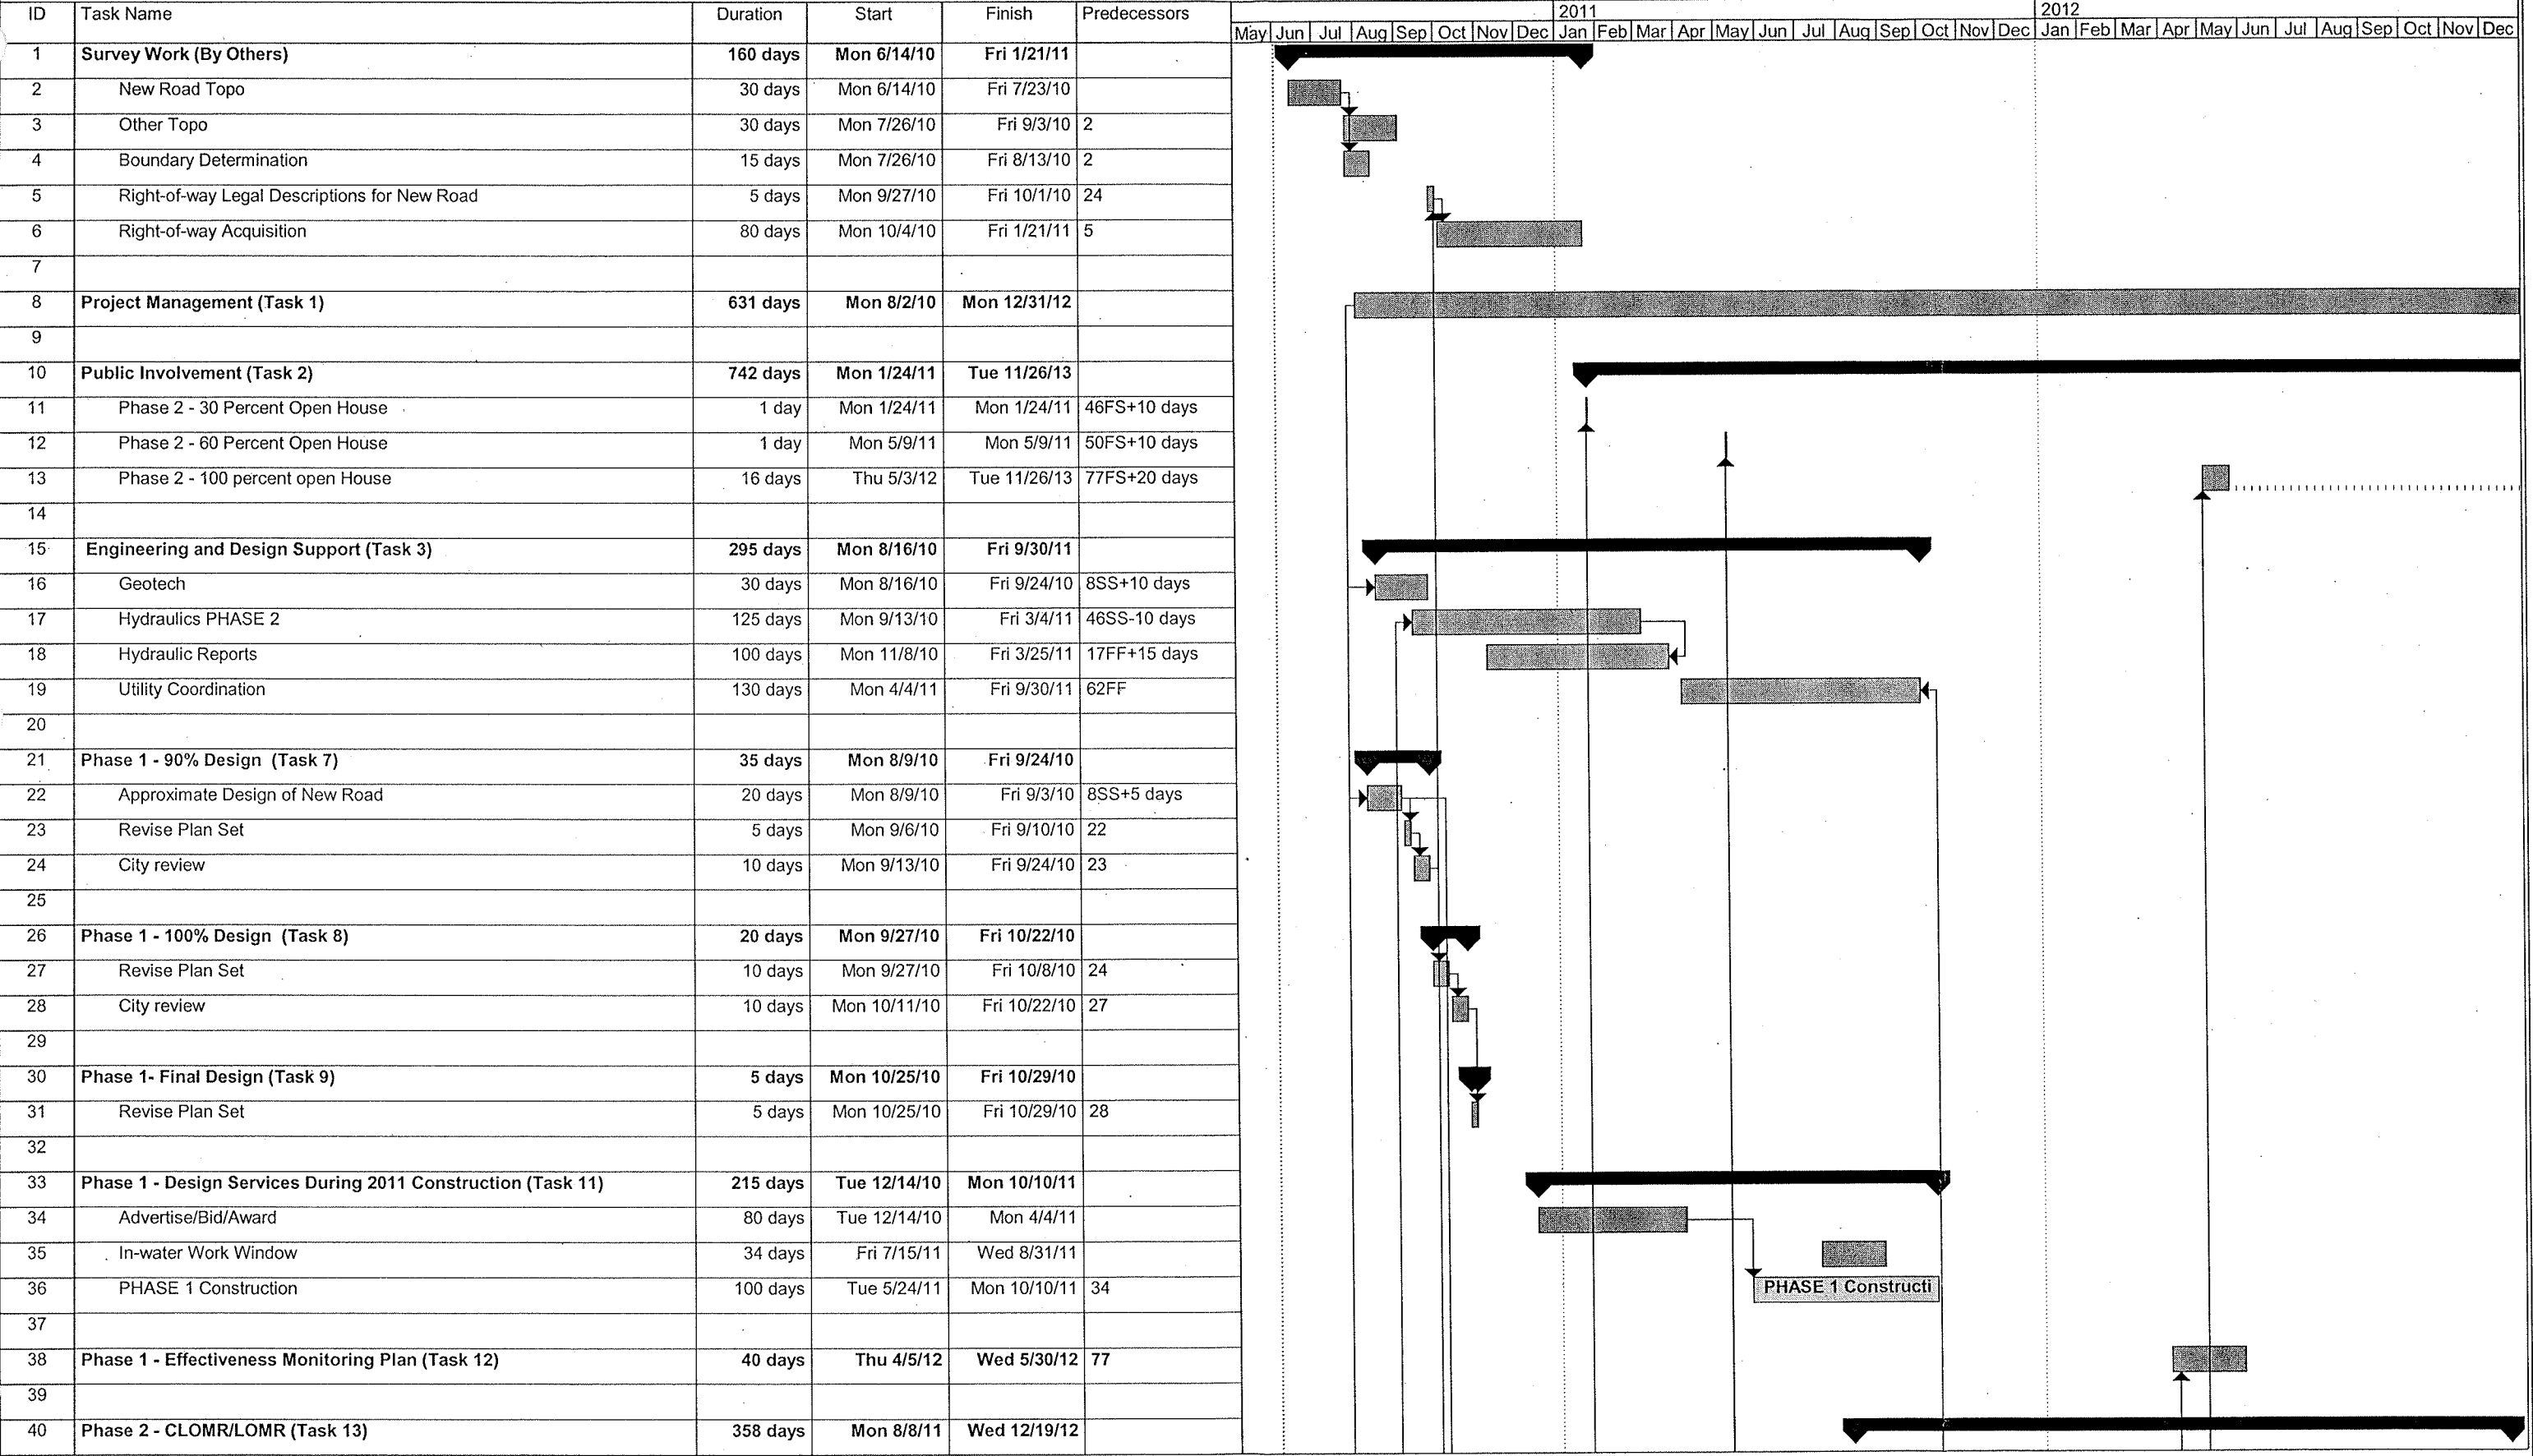 ID Task Name Duration Start Finish Predecessors
2011 2012
May Jun Jul Aug Sep Oct Nov Dec Jan Feb Mar Apr May Jun Jul Aug Sep Oct Nov Dec Jan Feb Mar Apr May Jun Jul Aug Sep Oct Nov Dec
1 Survey Work (By Others) 160 days Mon 6/14/10 Fri 1/21/11
2 New Road Topo 30 days Mon 6/14/10 Fri 7/23/10
3 Other Topo 30 days Mon 7/26/10 Fri 9/3/10 2
4 Boundary Determination 15 days Mon 7/26/10 Fri 8/13/10 2
5 Right-of-way Legal Descriptions for New Road 5 days Mon 9/27/10 Fri 10/1/10 24
6 Right-of-way Acquisition 80 days Mon 10/4/10 Fri 1/21/11 5
7
8 Project Management (Task 1) 631 days Mon 8/2/10 Mon 12/31/12
9
10 Public Involvement (Task 2) 742 days Mon 1/24/11 Tue 11/26/13
11 Phase 2 - 30 Percent Open House 1 day Mon 1/24/11 Mon 1/24/11 46FS+10 days
12 Phase 2 - 60 Percent Open House 1 day Mon 5/9/11 Mon 5/9/11 50FS+10 days
13 Phase 2 - 100 percent open House 16 days Thu 5/3/12 Tue 11/26/13 77FS+20 days
14
15 Engineering and Design Support (Task 3) 295 days Mon 8/16/10 Fri 9/30/11
16 Geotech 30 days Mon 8/16/10 Fri 9/24/10 8SS+10 days
17 Hydraulics PHASE 2 125 days Mon 9/13/10 Fri 3/4/11 46SS-10 days
18 Hydraulic Reports 100 days Mon 11/8/10 Fri 3/25/11 17FF+15 days
19 Utility Coordination 130 days Mon 4/4/11 Fri 9/30/11 62FF
20
21 Phase 1 - 90% Design (Task 7) 35 days Mon 8/9/10 Fri 9/24/10
22 Approximate Design of New Road 20 days Mon 8/9/10 Fri 9/3/10 8SS+5 days
23 Revise Plan Set 5 days Mon 9/6/10 Fri 9/10/10 22
24 City review 10 days Mon 9/13/10 Fri 9/24/10 23
25
26 Phase 1 - 100% Design (Task 8) 20 days Mon 9/27/10 Fri 10/22/10
27 Revise Plan Set 10 days Mon 9/27/10 Fri 10/8/10 24
28 City review 10 days Mon 10/11/10 Fri 10/22/10 27
29
30 Phase 1- Final Design (Task 9) 5 days Mon 10/25/10 Fri 10/29/10
31 Revise Plan Set 5 days Mon 10/25/10 Fri 10/29/10 28
32
33 Phase 1 - Design Services During 2011 Construction (Task 11) 215 days Tue 12/14/10 Mon 10/10/11
34 Advertise/Bid/Award 80 days Tue 12/14/10 Mon 4/4/11
35 In-water Work Window 34 days Fri 7/15/11 Wed 8/31/11
36 PHASE 1 Construction 100 days Tue 5/24/11 Mon 10/10/11 34 PHASE 1 Constructi
37
38 Phase 1 - Effectiveness Monitoring Plan (Task 12) 40 days Thu 4/5/12 Wed 5/30/12 77
39
40 Phase 2 - CLOMR/LOMR (Task 13) 358 days Mon 8/8/11 Wed 12/19/12